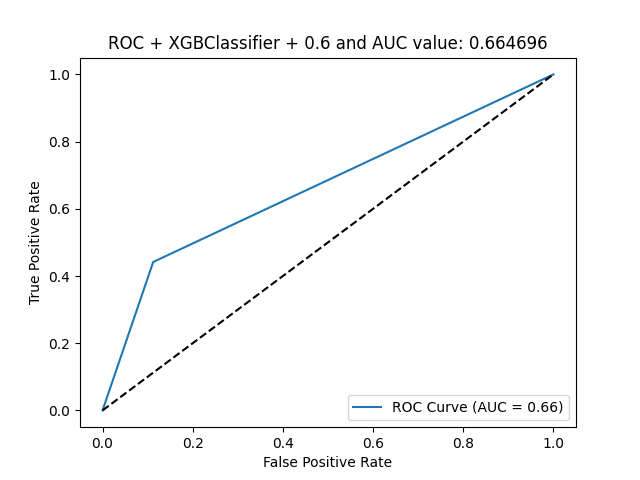 ROC + XGBClassifier + 0.6 and AUC value: 0.664696
1.0
0.8
0.6
0.4
0.2
0.0
True Positive Rate
ROC Curve (AUC = 0.66)
0.0 0.2 0.4 0.6 0.8 1.0
False Positive Rate